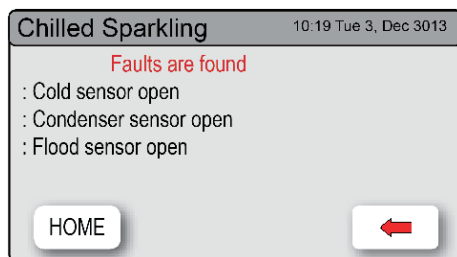 Chilled Sparkling 10:19 Tue 3, Dec 3013
Faults are found
: Cold sensor open
: Condenser sensor open
: Flood sensor open
HOME